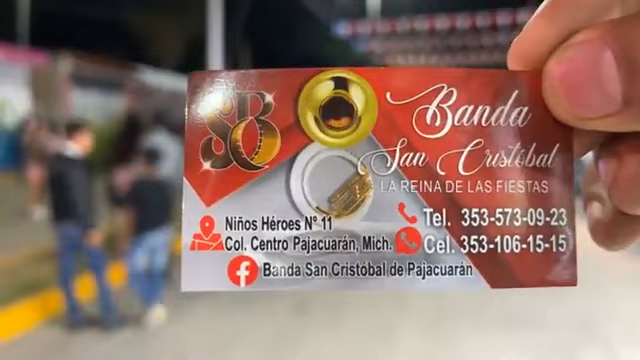 SB
Banda
San Cristóbal
LA REINA DE LAS FIESTAS
Niños Héroes N° 11
Col. Centro Pajacuarán, Mich.
Tel. 353-573-09-23
Cel. 353-106-15-15
Banda San Cristóbal de Pajacuarán